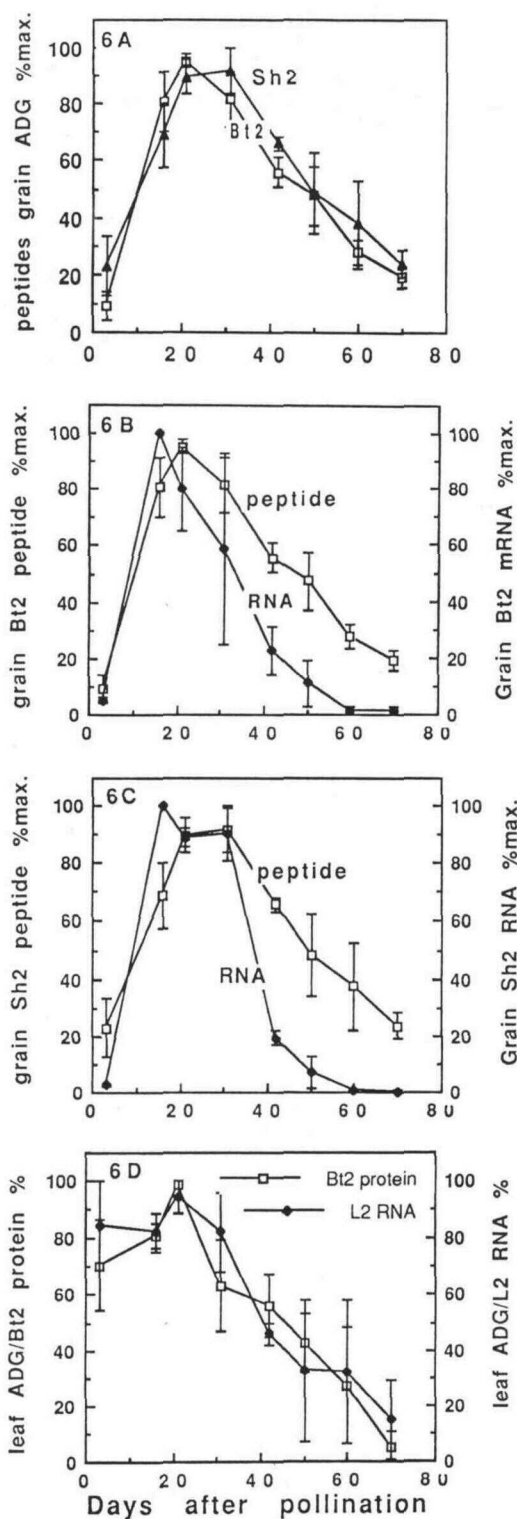 6A
peptides grain ADG %max.
100
80
60
40
20
0
Sh2
Bt2
0 20 40 60 80
6B
grain Bt2 peptide %max.
100
80
60
40
20
0
peptide
RNA
100
80
60
40
20
0
Grain Bt2 mRNA %max.
0 20 40 60 80
6C
grain Sh2 peptide %max.
100
80
60
40
20
0
peptide
RNA
100
80
60
40
20
0
Grain Sh2 RNA %max.
0 20 40 60 80
6D
leaf ADG/Bt2 protein %
100
80
60
40
20
0
Bt2 protein
L2 RNA
100
80
60
40
20
0
leaf ADG/L2 RNA %
0 20 40 60 80
Days after pollination